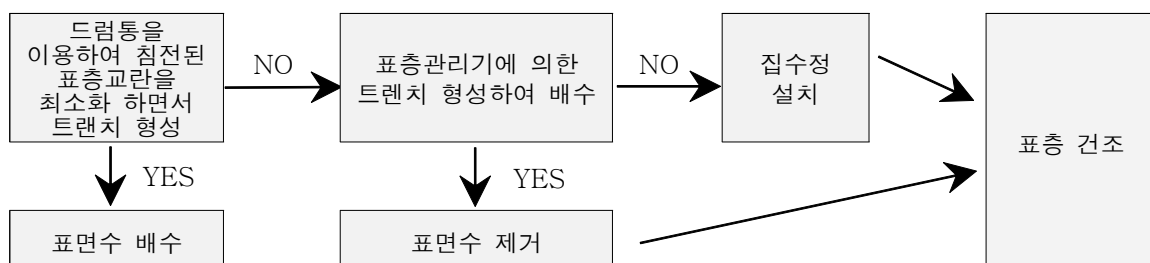 드럼통을
이용하여 침전된
표층교란을
최소화 하면서
트랜치 형성
NO
표층관리기에 의한
트렌치 형성하여 배수
NO
집수정
설치
표층 건조
YES
YES
표면수 배수
표면수 제거